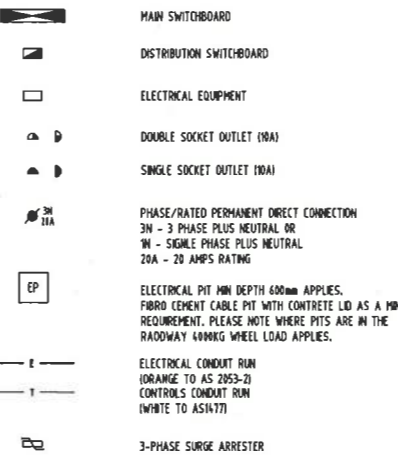 MAIN SWITCHBOARD
DISTRIBUTION SWITCHBOARD
ELECTRICAL EQUIPMENT
DOUBLE SOCKET OUTLET (10A)
SINGLE SOCKET OUTLET (10A)
3N
20A
PHASE/RATED PERMANENT DIRECT CONNECTION
3N - 3 PHASE PLUS NEUTRAL OR
1N - SIGNLE PHASE PLUS NEUTRAL
20A - 20 AMPS RATING
EP
ELECTRICAL PIT MIN DEPTH 600mm APPLIES.
FIBRO CEMENT CABLE PIT WITH CONTRETE LID AS A
REQUIREMENT. PLEASE NOTE WHERE PITS ARE IN THE
RAODWAY 4000KG WHEEL LOAD APPLIES.
E
ELECTRICAL CONDUIT RUN
(ORANGE TO AS 2053-2)
T
CONTROLS CONDUIT RUN
(WHITE TO AS1477)
3-PHASE SURGE ARRESTER